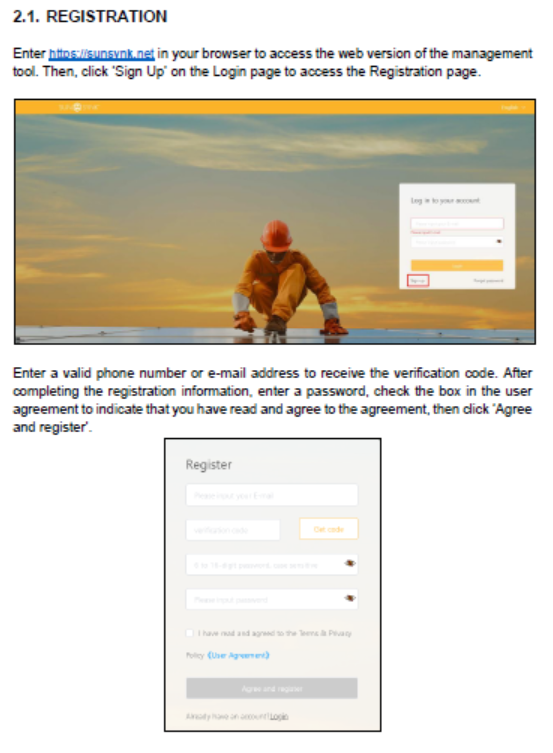 2.1. REGISTRATION
Enter https://sunsynk.net in your browser to access the web version of the management
tool. Then, click 'Sign Up' on the Login page to access the Registration page.
Log in to your account
Sign up Forgot password
Enter a valid phone number or e-mail address to receive the verification code. After
completing the registration information, enter a password, check the box in the user
agreement to indicate that you have read and agree to the agreement, then click 'Agree
and register'.
Register
Please input your E-mail
verification code Get code
Please input password
I have read and agreed to the Terms & Privacy
Policy 《User Agreement》
Agree and register
Already have an account? Login